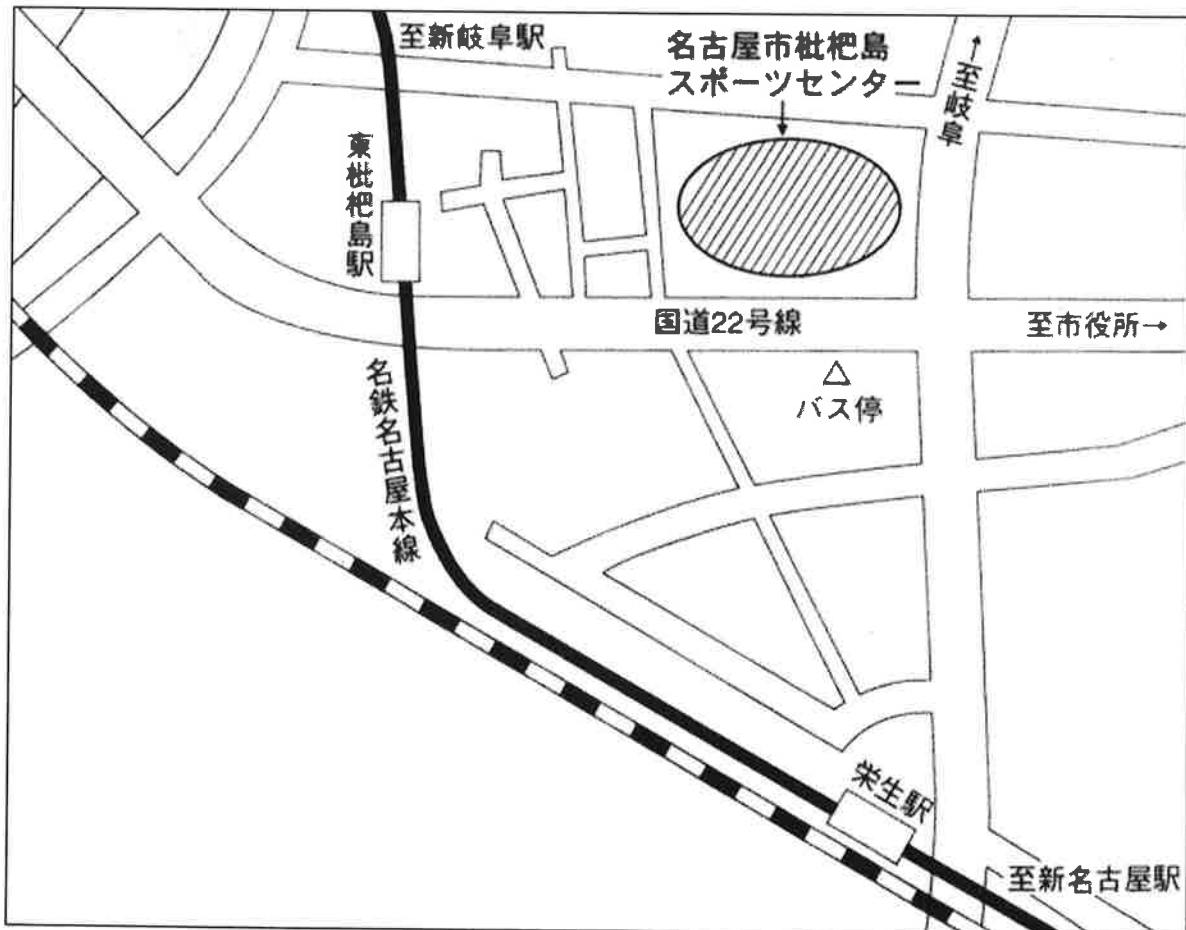 至新岐阜駅
名古屋市枇杷島
スポーツセンター
←至岐阜
東枇杷島駅
国道22号線
至市役所→
△
バス停
名鉄名古屋本線
栄生駅
至新名古屋駅